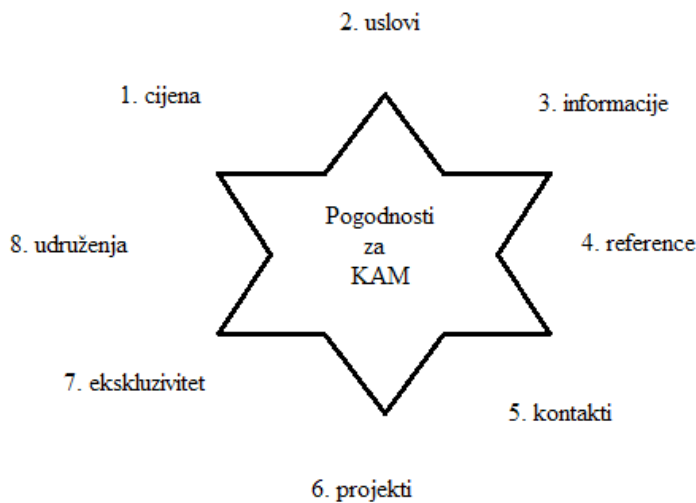 2. uslovi
1. cijena
3. informacije
Pogodnosti
za
KAM
8. udruženja
4. reference
7. ekskluzivitet
5. kontakti
6. projekti